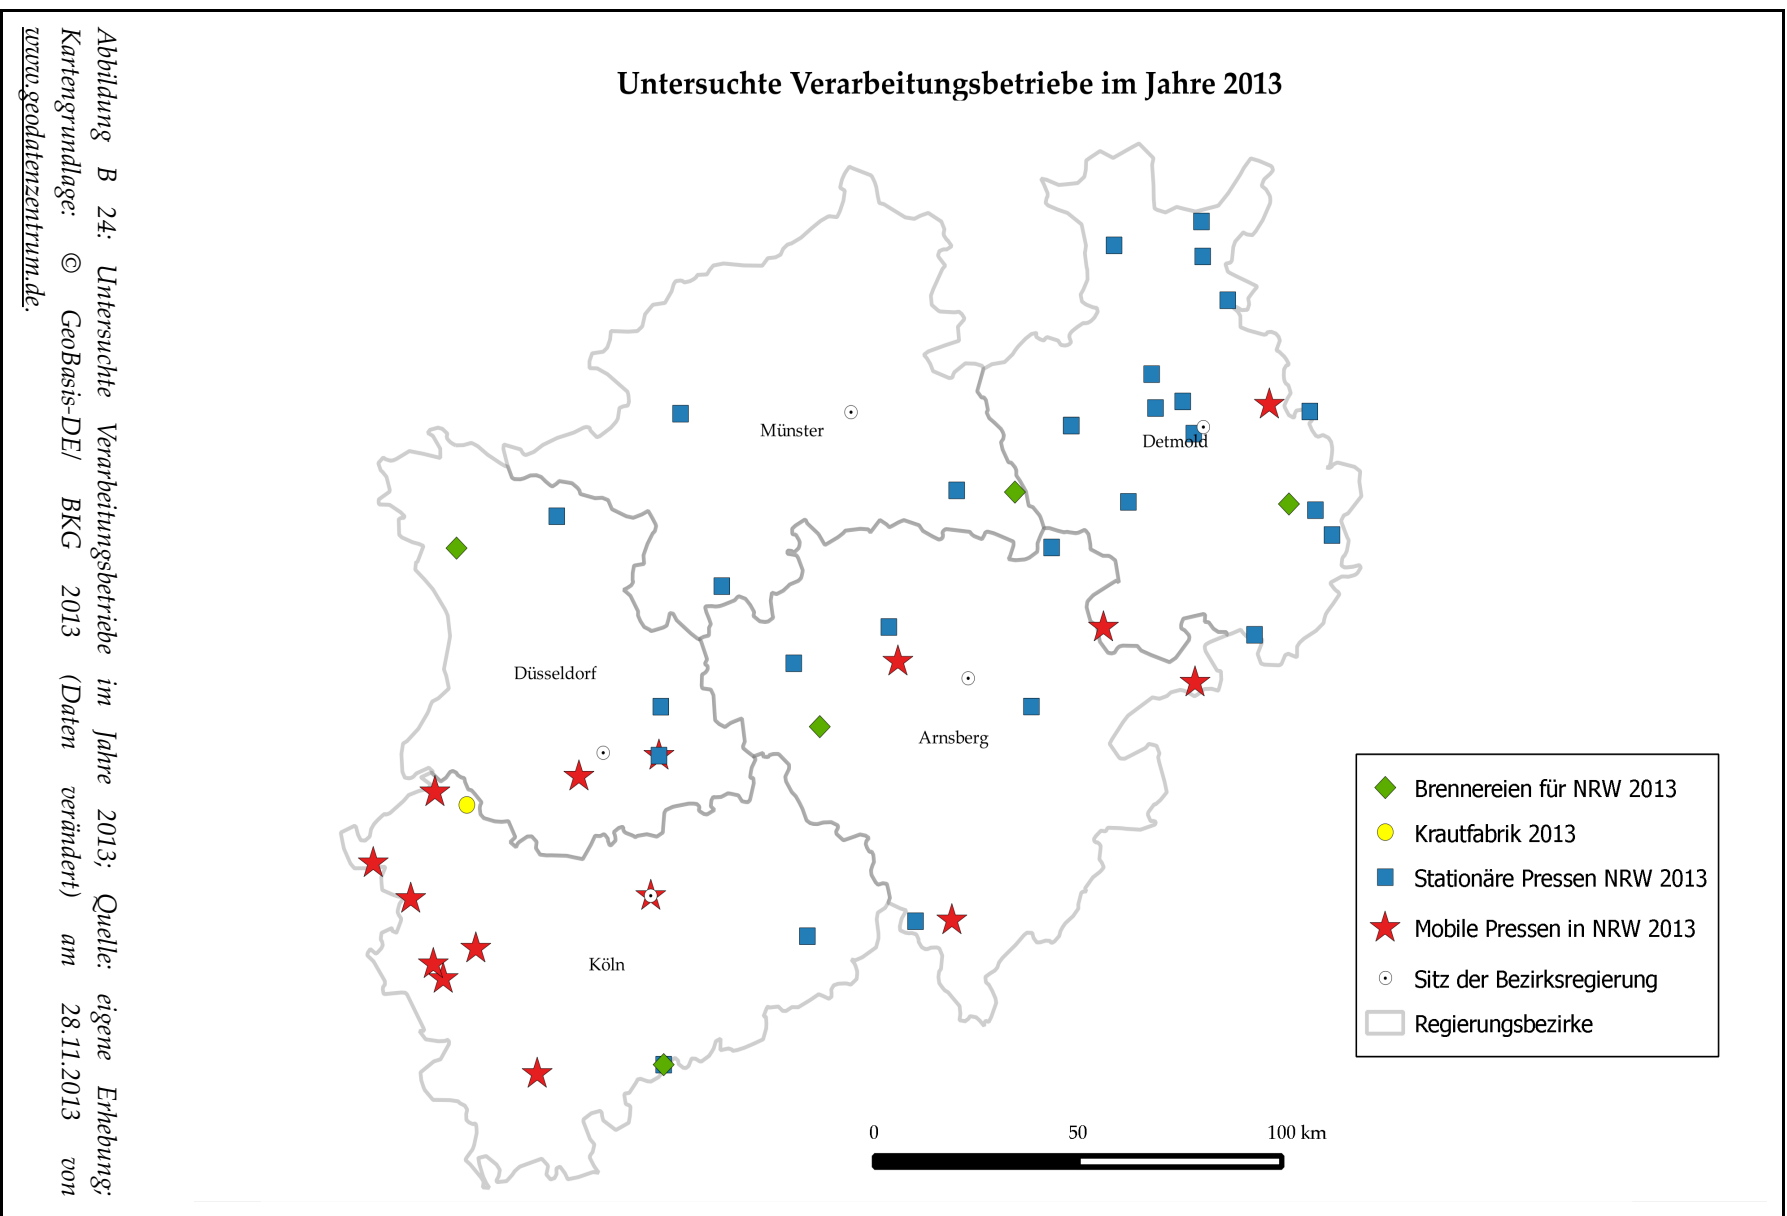 Untersuchte Verarbeitungsbetriebe im Jahre 2013
Münster
Detmold
Düsseldorf
Arnsberg
Köln
Brennereien für NRW 2013
Krautfabrik 2013
Stationäre Pressen NRW 2013
Mobile Pressen in NRW 2013
Sitz der Bezirksregierung
Regierungsbezirke
0 50 100 km
Abbildung B 24: Untersuchte Verarbeitungsbetriebe im Jahre 2013; Quelle: eigene Erhebung;
Kartengrundlage: © GeoBasis-DE/ BKG 2013 (Daten verändert) am 28.11.2013 von
www.geodatenzentrum.de.